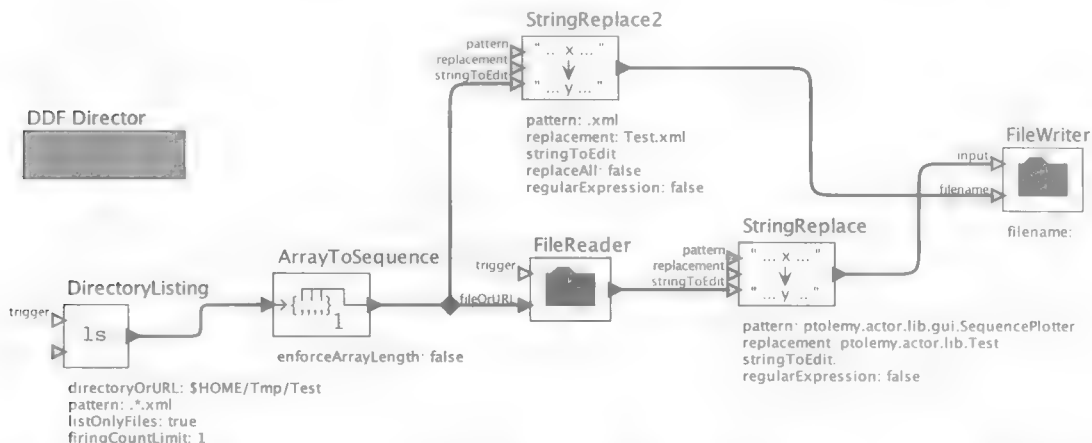 StringReplace2
pattern
replacement
stringToEdit
" .. x ... "
" ... y ... "
pattern: .xml
replacement: Test.xml
stringToEdit
replaceAll: false
regularExpression: false
DDF Director
FileWriter
input
filename
filename:
StringReplace
pattern
replacement
stringToEdit
" ... x ... "
" ... y .. "
pattern: ptolemy.actor.lib.gui.SequencePlotter
replacement ptolemy.actor.lib.Test
stringToEdit.
regularExpression: false
FileReader
trigger
fileOrURL
ArrayToSequence
{,,,,}
1
enforceArrayLength: false
DirectoryListing
trigger
ls
directoryOrURL: $HOME/Tmp/Test
pattern: .*.xml
listOnlyFiles: true
firingCountLimit: 1